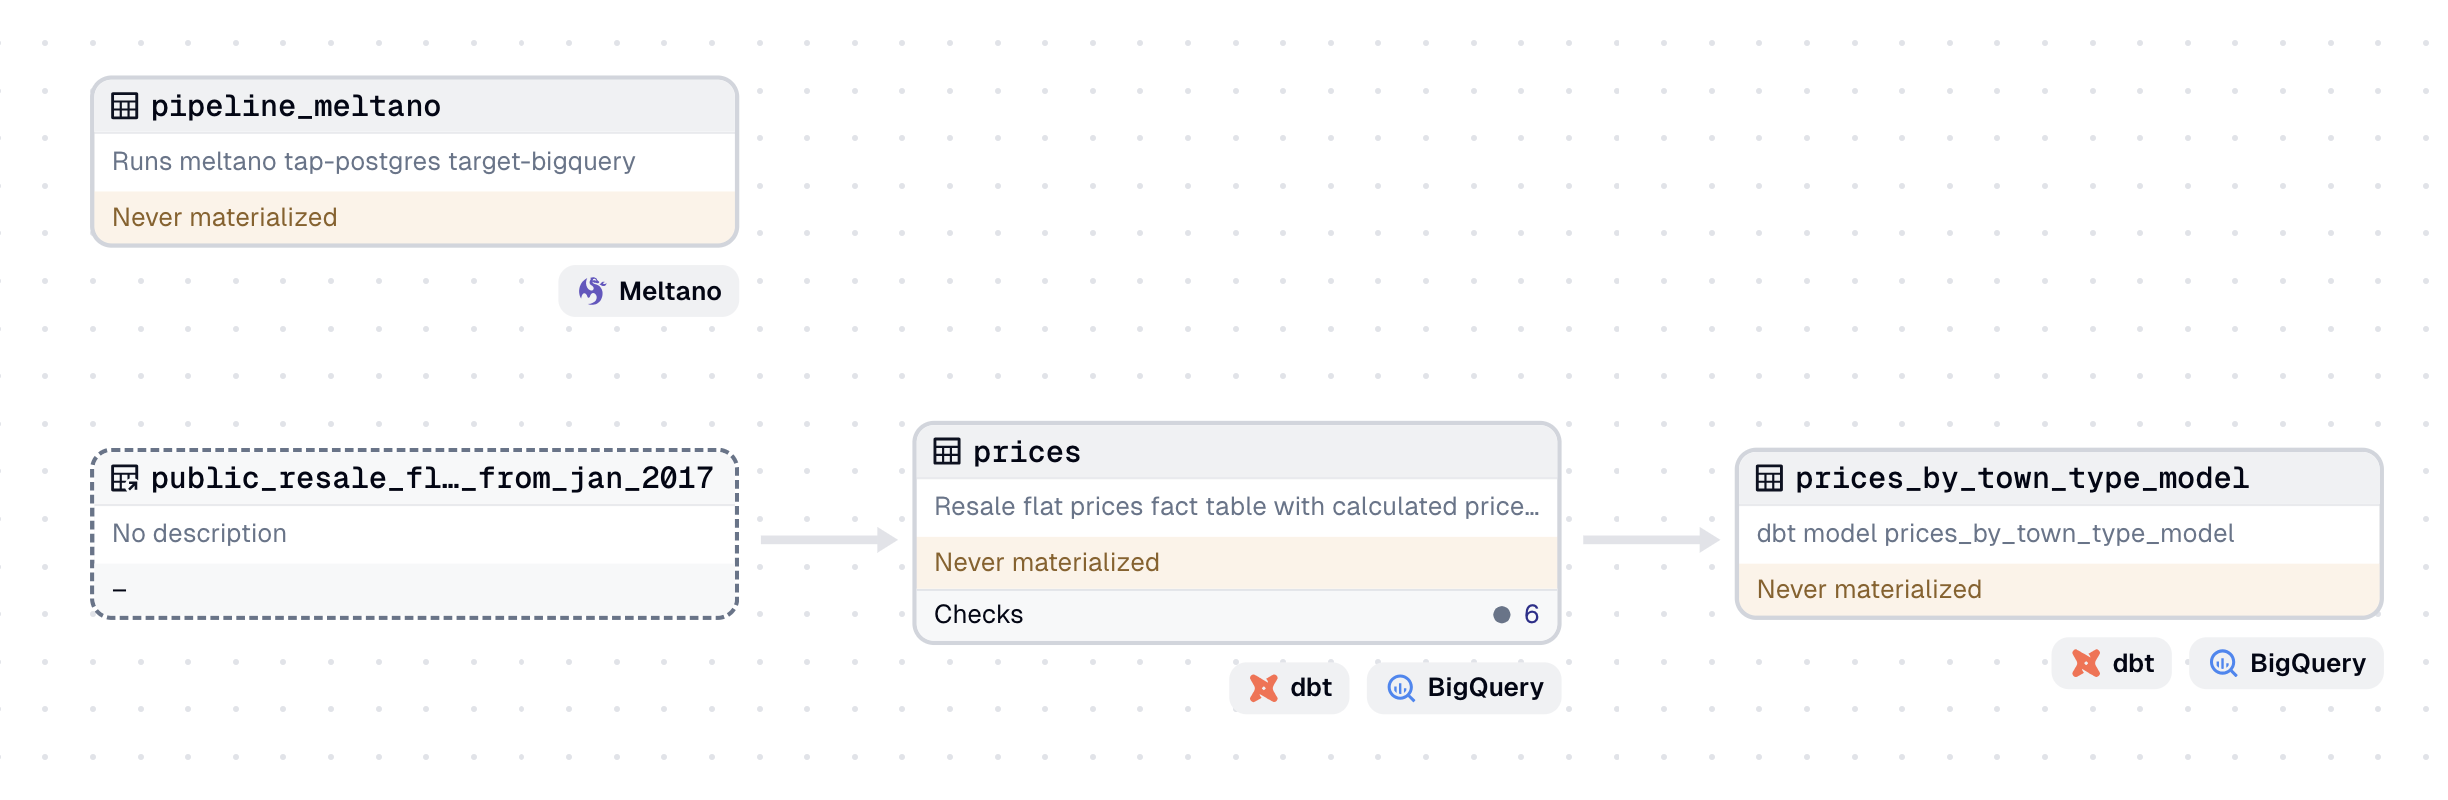 pipeline_meltano
Runs meltano tap-postgres target-bigquery
Never materialized
Meltano
public_resale_fl…_from_jan_2017
No description
–
prices
Resale flat prices fact table with calculated price…
Never materialized
Checks 6
dbt BigQuery
prices_by_town_type_model
dbt model prices_by_town_type_model
Never materialized
dbt BigQuery